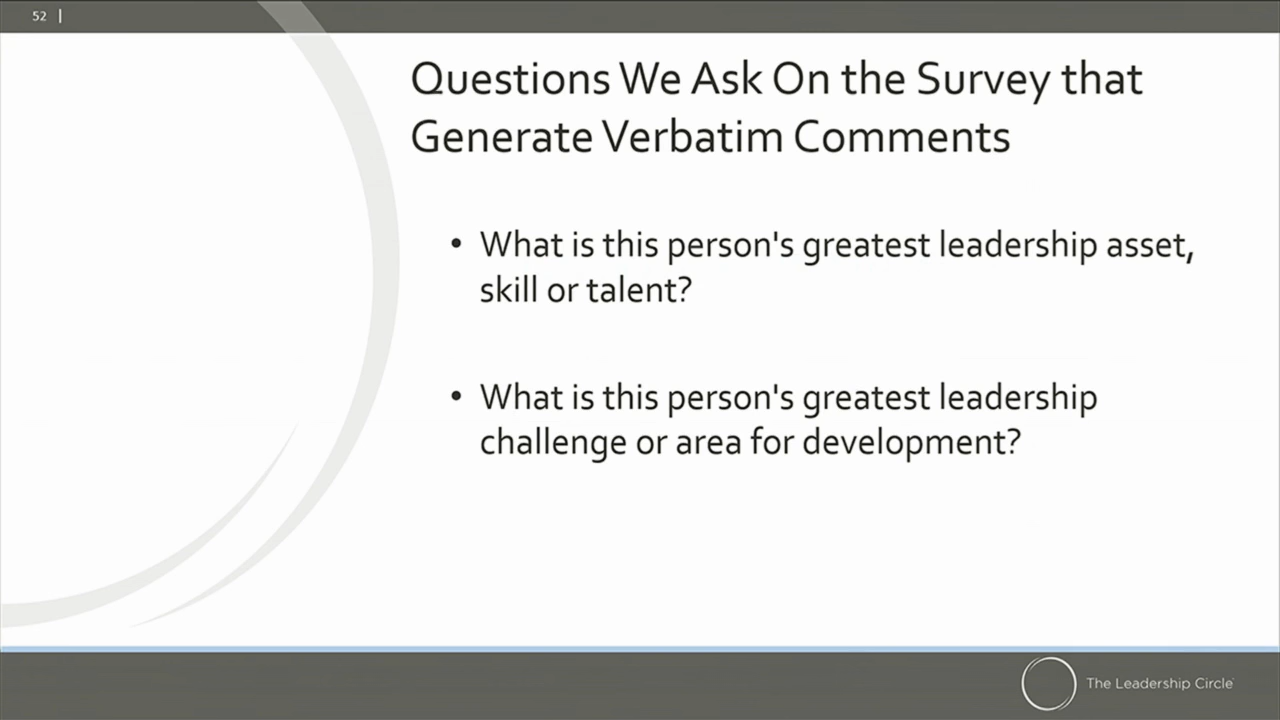 52 |
Questions We Ask On the Survey that
Generate Verbatim Comments
• What is this person's greatest leadership asset,
skill or talent?
• What is this person's greatest leadership
challenge or area for development?
The Leadership Circle